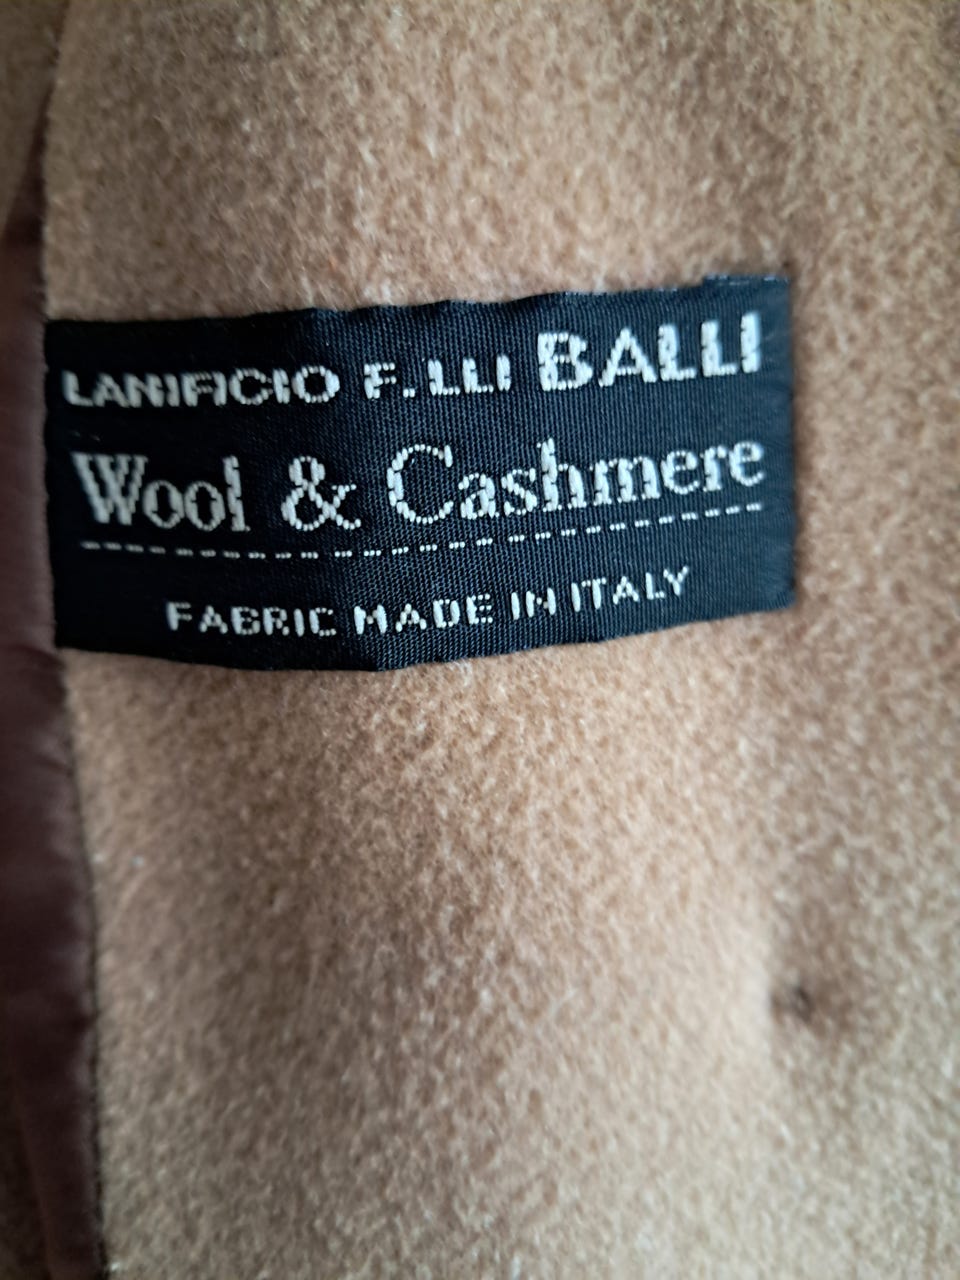 LANIFICIO F.LLI BALLI
Wool & Cashmere
FABRIC MADE IN ITALY